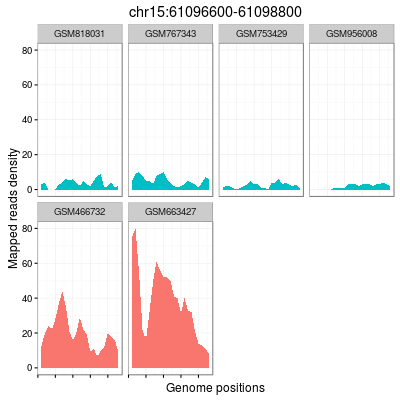 chr15:61096600-61098800
GSM818031 GSM767343 GSM753429 GSM956008
80
60
40
20
0
Mapped reads density
GSM466732 GSM663427
80
60
40
20
0
Genome positions